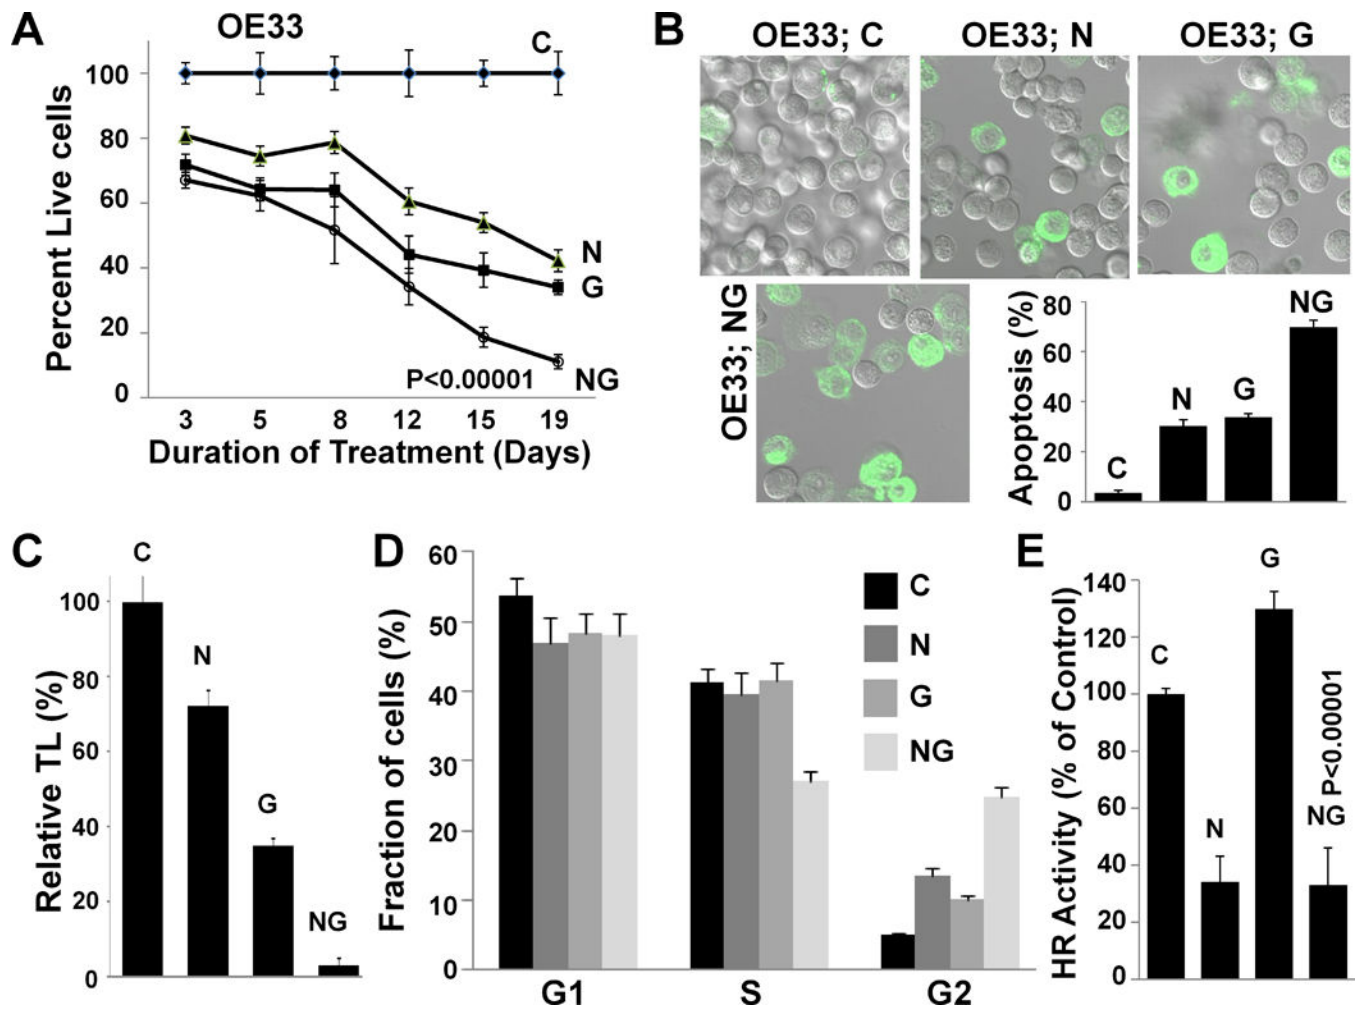 A
OE33
C
100
80
60
40
20
0
Percent Live cells
N
G
NG
P<0.00001
3 5 8 12 15 19
Duration of Treatment (Days)
B
OE33; C
OE33; N
OE33; G
OE33; NG
Apoptosis (%)
80
60
40
20
0
C
N
G
NG
C
Relative TL (%)
100
80
60
40
20
0
C
N
G
NG
D
Fraction of cells (%)
60
50
40
30
20
10
0
C
N
G
NG
G1 S G2
E
HR Activity (% of Control)
140
120
100
80
60
40
20
0
C
N
G
NG
P<0.00001